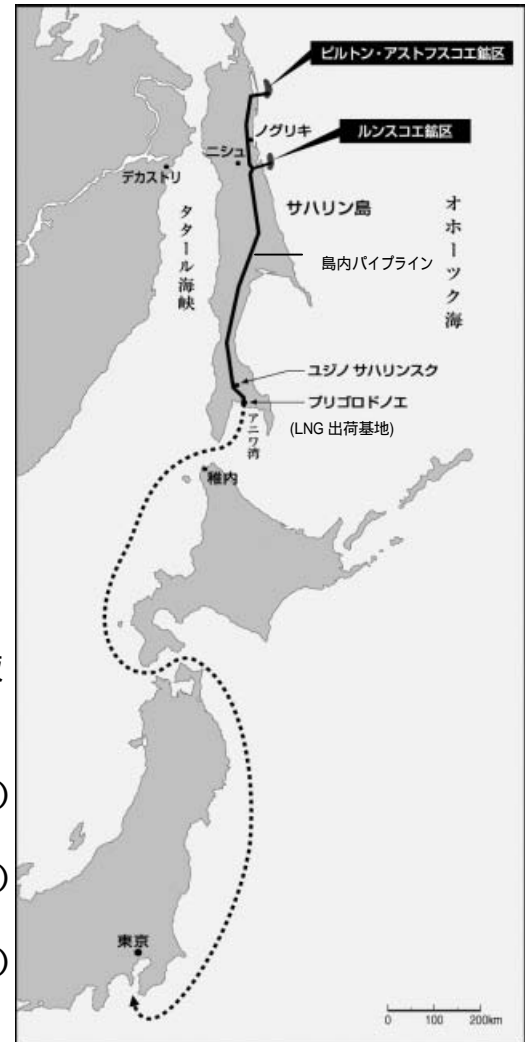 ピルトン・アストフスコエ鉱区
ノグリキ
ルンスコエ鉱区
ニシュ
デカストリ
サハリン島
オホーツク海
タタール海峡
島内パイプライン
ユジノ サハリンスク
プリゴロドノエ
(LNG 出荷基地)
アニワ湾
稚内
の
の
の
東京
0 100 200km